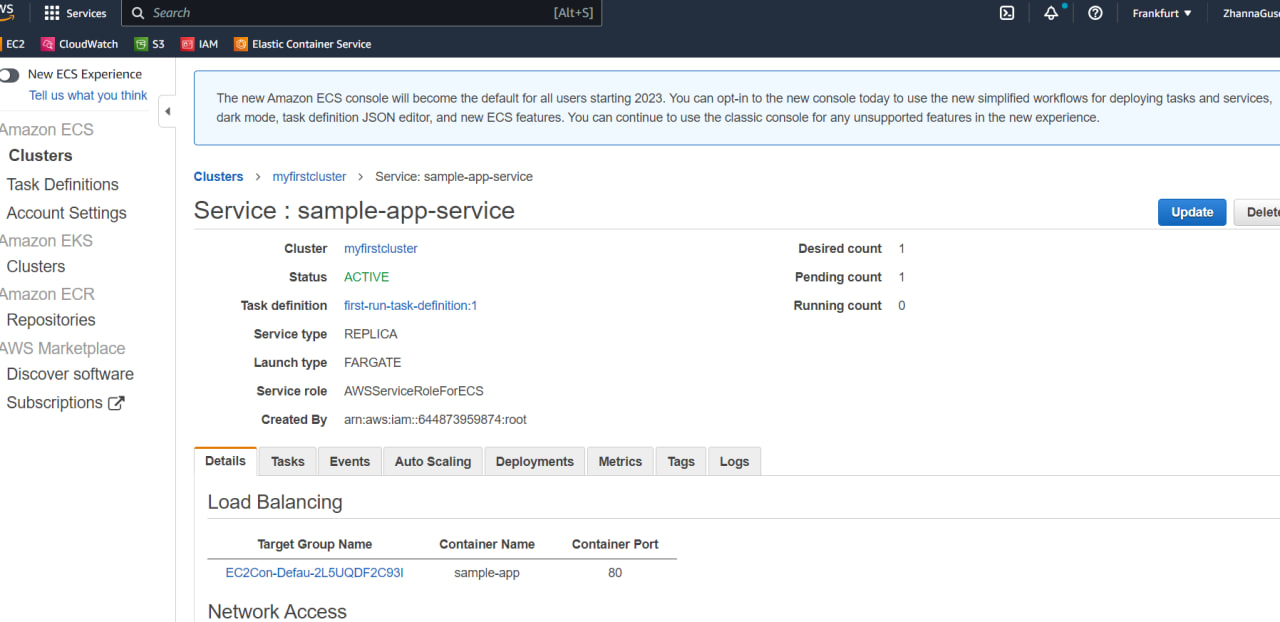 WS Services Search [Alt+S] Frankfurt ▼ ZhannaGus
EC2 CloudWatch S3 IAM Elastic Container Service
New ECS Experience
Tell us what you think
Amazon ECS
Clusters
Task Definitions
Account Settings
Amazon EKS
Clusters
Amazon ECR
Repositories
AWS Marketplace
Discover software
Subscriptions
The new Amazon ECS console will become the default for all users starting 2023. You can opt-in to the new console today to use the new simplified workflows for deploying tasks and services,
dark mode, task definition JSON editor, and new ECS features. You can continue to use the classic console for any unsupported features in the new experience.
Clusters > myfirstcluster > Service: sample-app-service
Service : sample-app-service
Update Delete
Cluster myfirstcluster Desired count 1
Status ACTIVE Pending count 1
Task definition first-run-task-definition:1 Running count 0
Service type REPLICA
Launch type FARGATE
Service role AWSServiceRoleForECS
Created By arn:aws:iam::644873959874:root
Details Tasks Events Auto Scaling Deployments Metrics Tags Logs
Load Balancing
Target Group Name Container Name Container Port
EC2Con-Defau-2L5UQDF2C93I sample-app 80
Network Access